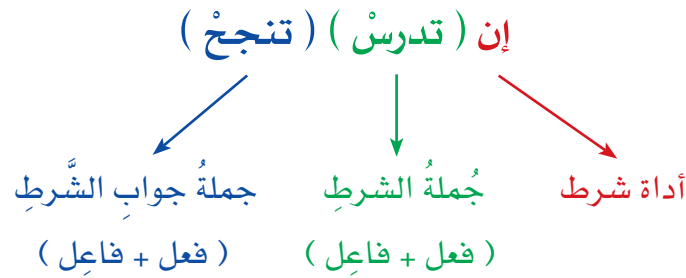 إن ( تدرسْ ) ( تنجحْ )
أداة شرط جُملةُ الشرطِ جملةُ جوابِ الشَّرطِ
( فعل + فاعِل ) ( فعل + فاعِل )